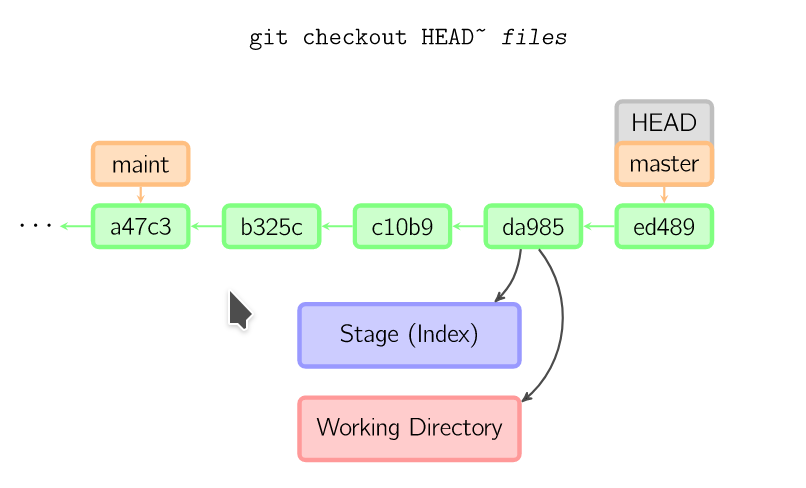 git checkout HEAD~ files
HEAD
maint
master
··· a47c3 b325c c10b9 da985 ed489
Stage (Index)
Working Directory